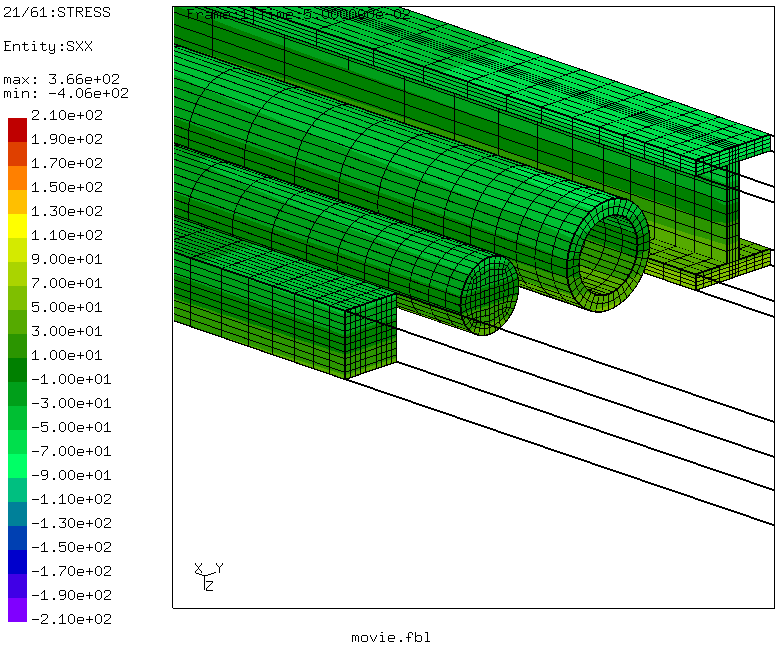 21/61:STRESS
Frame:1 Time:5.000000e-02
Entity:SXX
max: 3.66e+02
min: -4.06e+02
2.10e+02
1.90e+02
1.70e+02
1.50e+02
1.30e+02
1.10e+02
9.00e+01
7.00e+01
5.00e+01
3.00e+01
1.00e+01
-1.00e+01
-3.00e+01
-5.00e+01
-7.00e+01
-9.00e+01
-1.10e+02
-1.30e+02
-1.50e+02
-1.70e+02
-1.90e+02
-2.10e+02
X Y
Z
movie.fbl